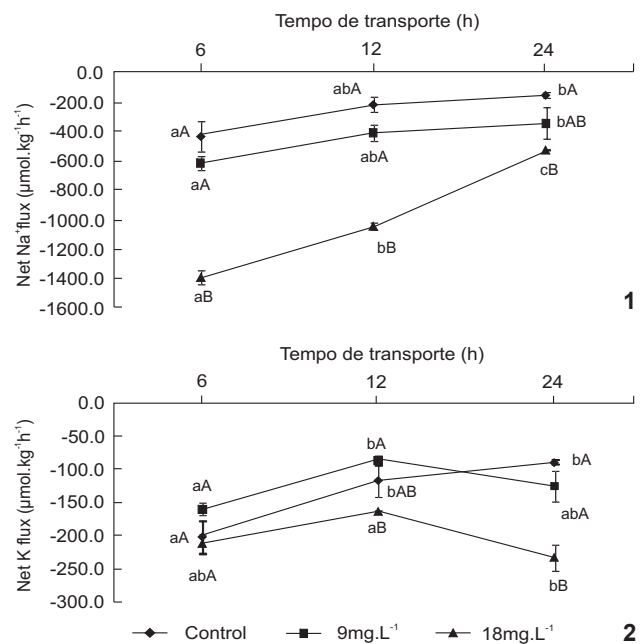 Tempo de transporte (h)
6 12 24
Net Na⁺flux (µmol.kg⁻¹h⁻¹)
0.0
-200.0
-400.0
-600.0
-800.0
-1000.0
-1200.0
-1400.0
-1600.0
aA
abA
bA
aA
abA
bAB
aB
bB
cB
1
Tempo de transporte (h)
6 12 24
Net K flux (µmol.kg⁻¹h⁻¹)
0.0
-50.0
-100.0
-150.0
-200.0
-250.0
-300.0
aA
bA
bA
aA
bAB
abA
abA
aB
bB
Control 9mg.L⁻¹ 18mg.L⁻¹
2